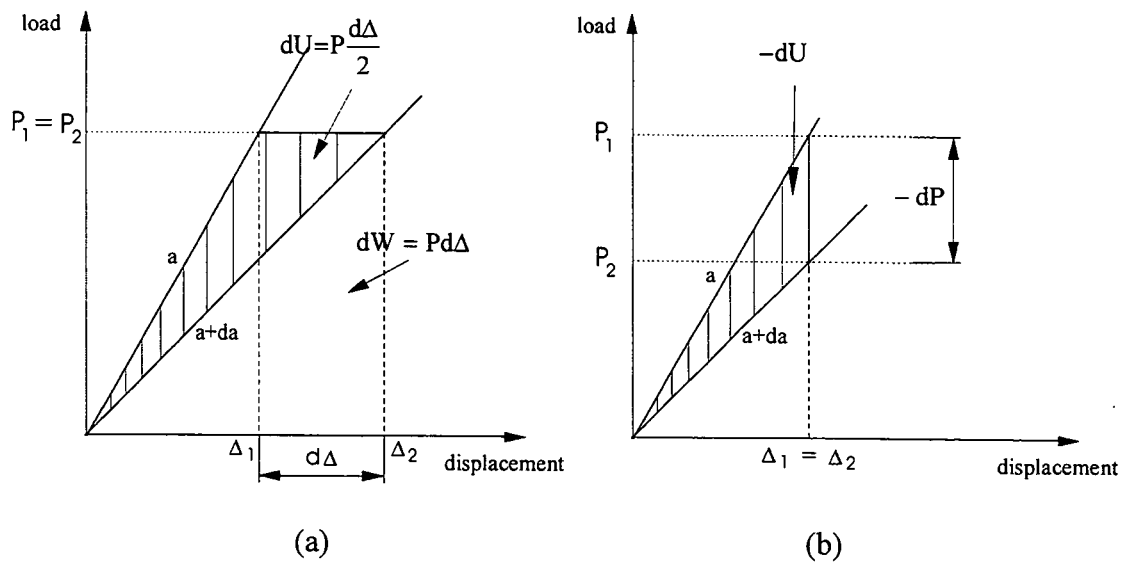 load
dU = P dΔ/2
P₁ = P₂
a
dW = PdΔ
a+da
Δ₁
dΔ
Δ₂
displacement
(a)
load
-dU
P₁
- dP
P₂
a
a+da
Δ₁ = Δ₂
displacement
(b)